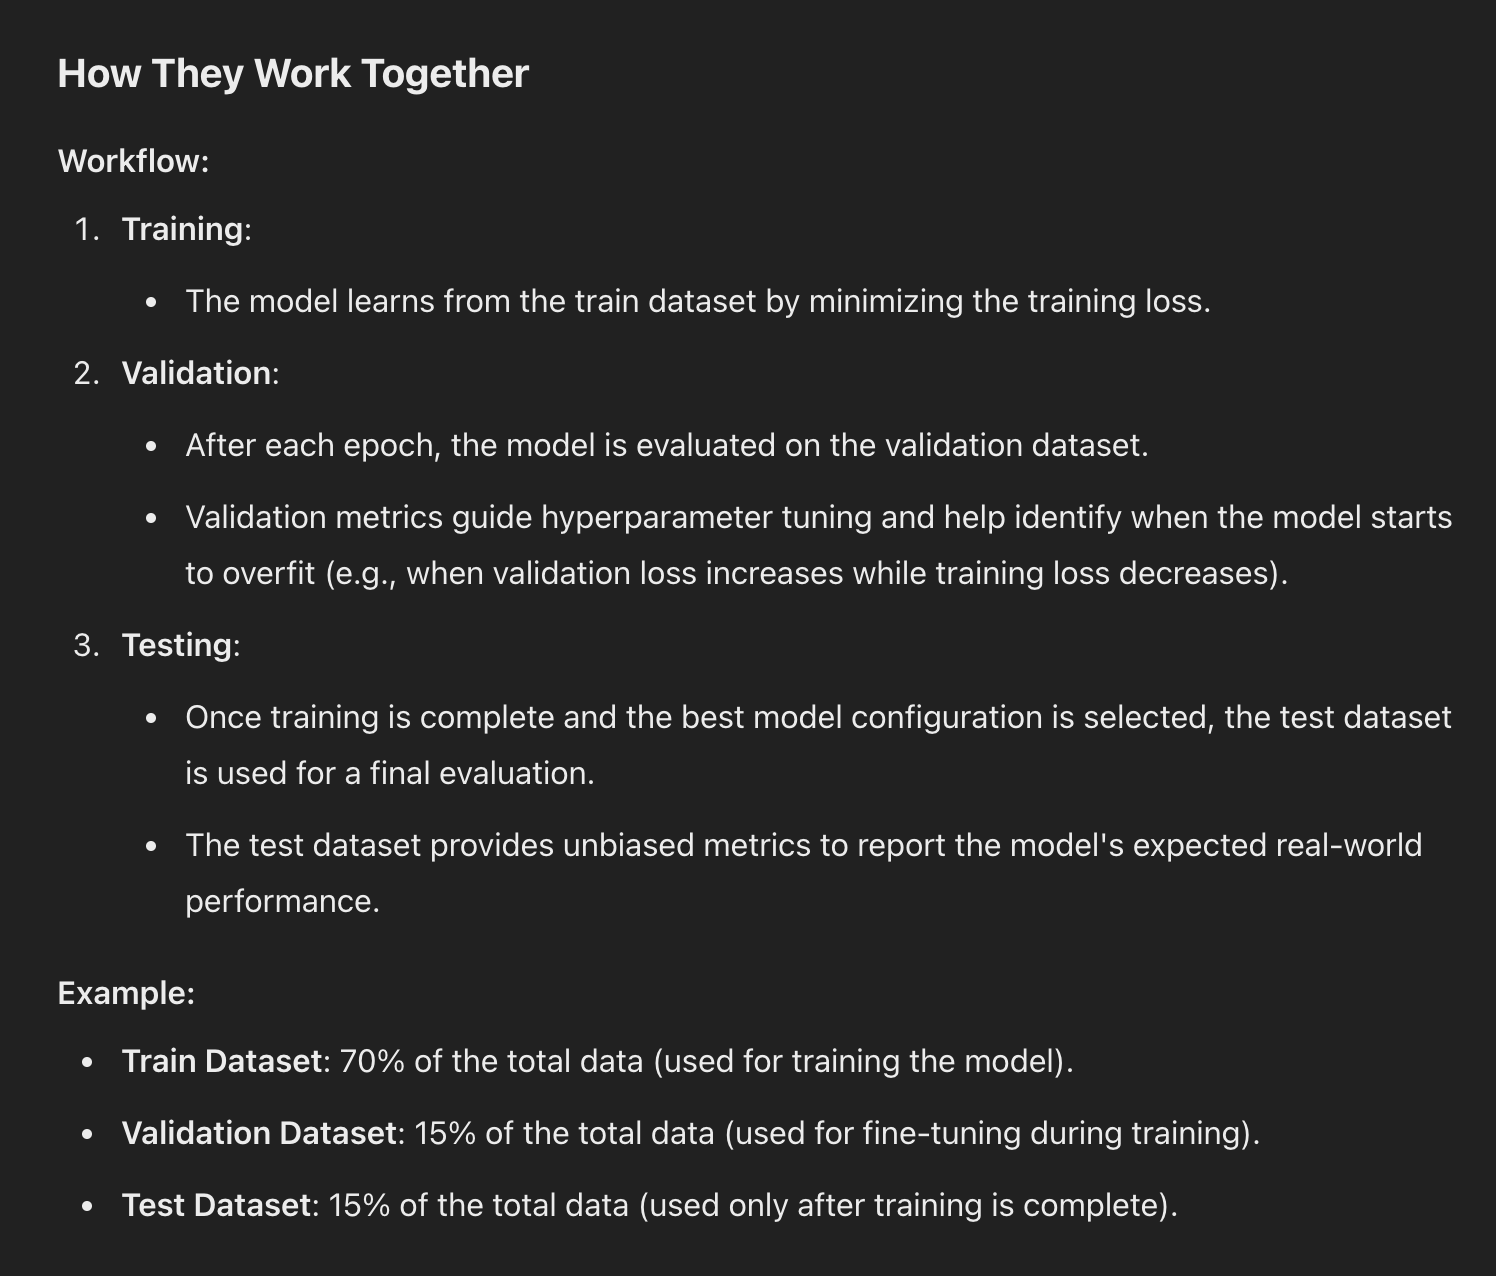 How They Work Together
Workflow:
1. Training:
• The model learns from the train dataset by minimizing the training loss.
2. Validation:
• After each epoch, the model is evaluated on the validation dataset.
• Validation metrics guide hyperparameter tuning and help identify when the model starts
to overfit (e.g., when validation loss increases while training loss decreases).
3. Testing:
• Once training is complete and the best model configuration is selected, the test dataset
is used for a final evaluation.
• The test dataset provides unbiased metrics to report the model's expected real-world
performance.
Example:
• Train Dataset: 70% of the total data (used for training the model).
• Validation Dataset: 15% of the total data (used for fine-tuning during training).
• Test Dataset: 15% of the total data (used only after training is complete).